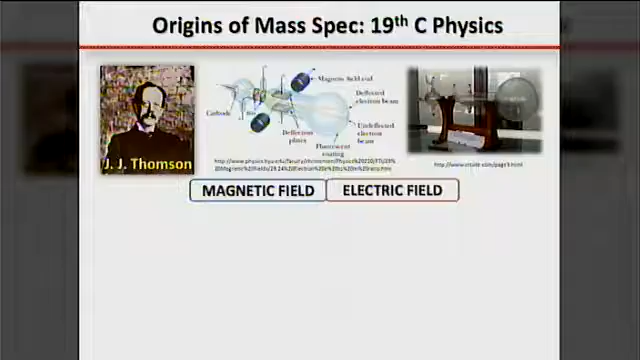 Origins of Mass Spec: 19th C Physics
J. J. Thomson
Cathode
Magnetic field coil
Deflected
electron beam
Undeflected
electron
beam
Deflection
plates
Fluorescent
coating
MAGNETIC FIELD
ELECTRIC FIELD